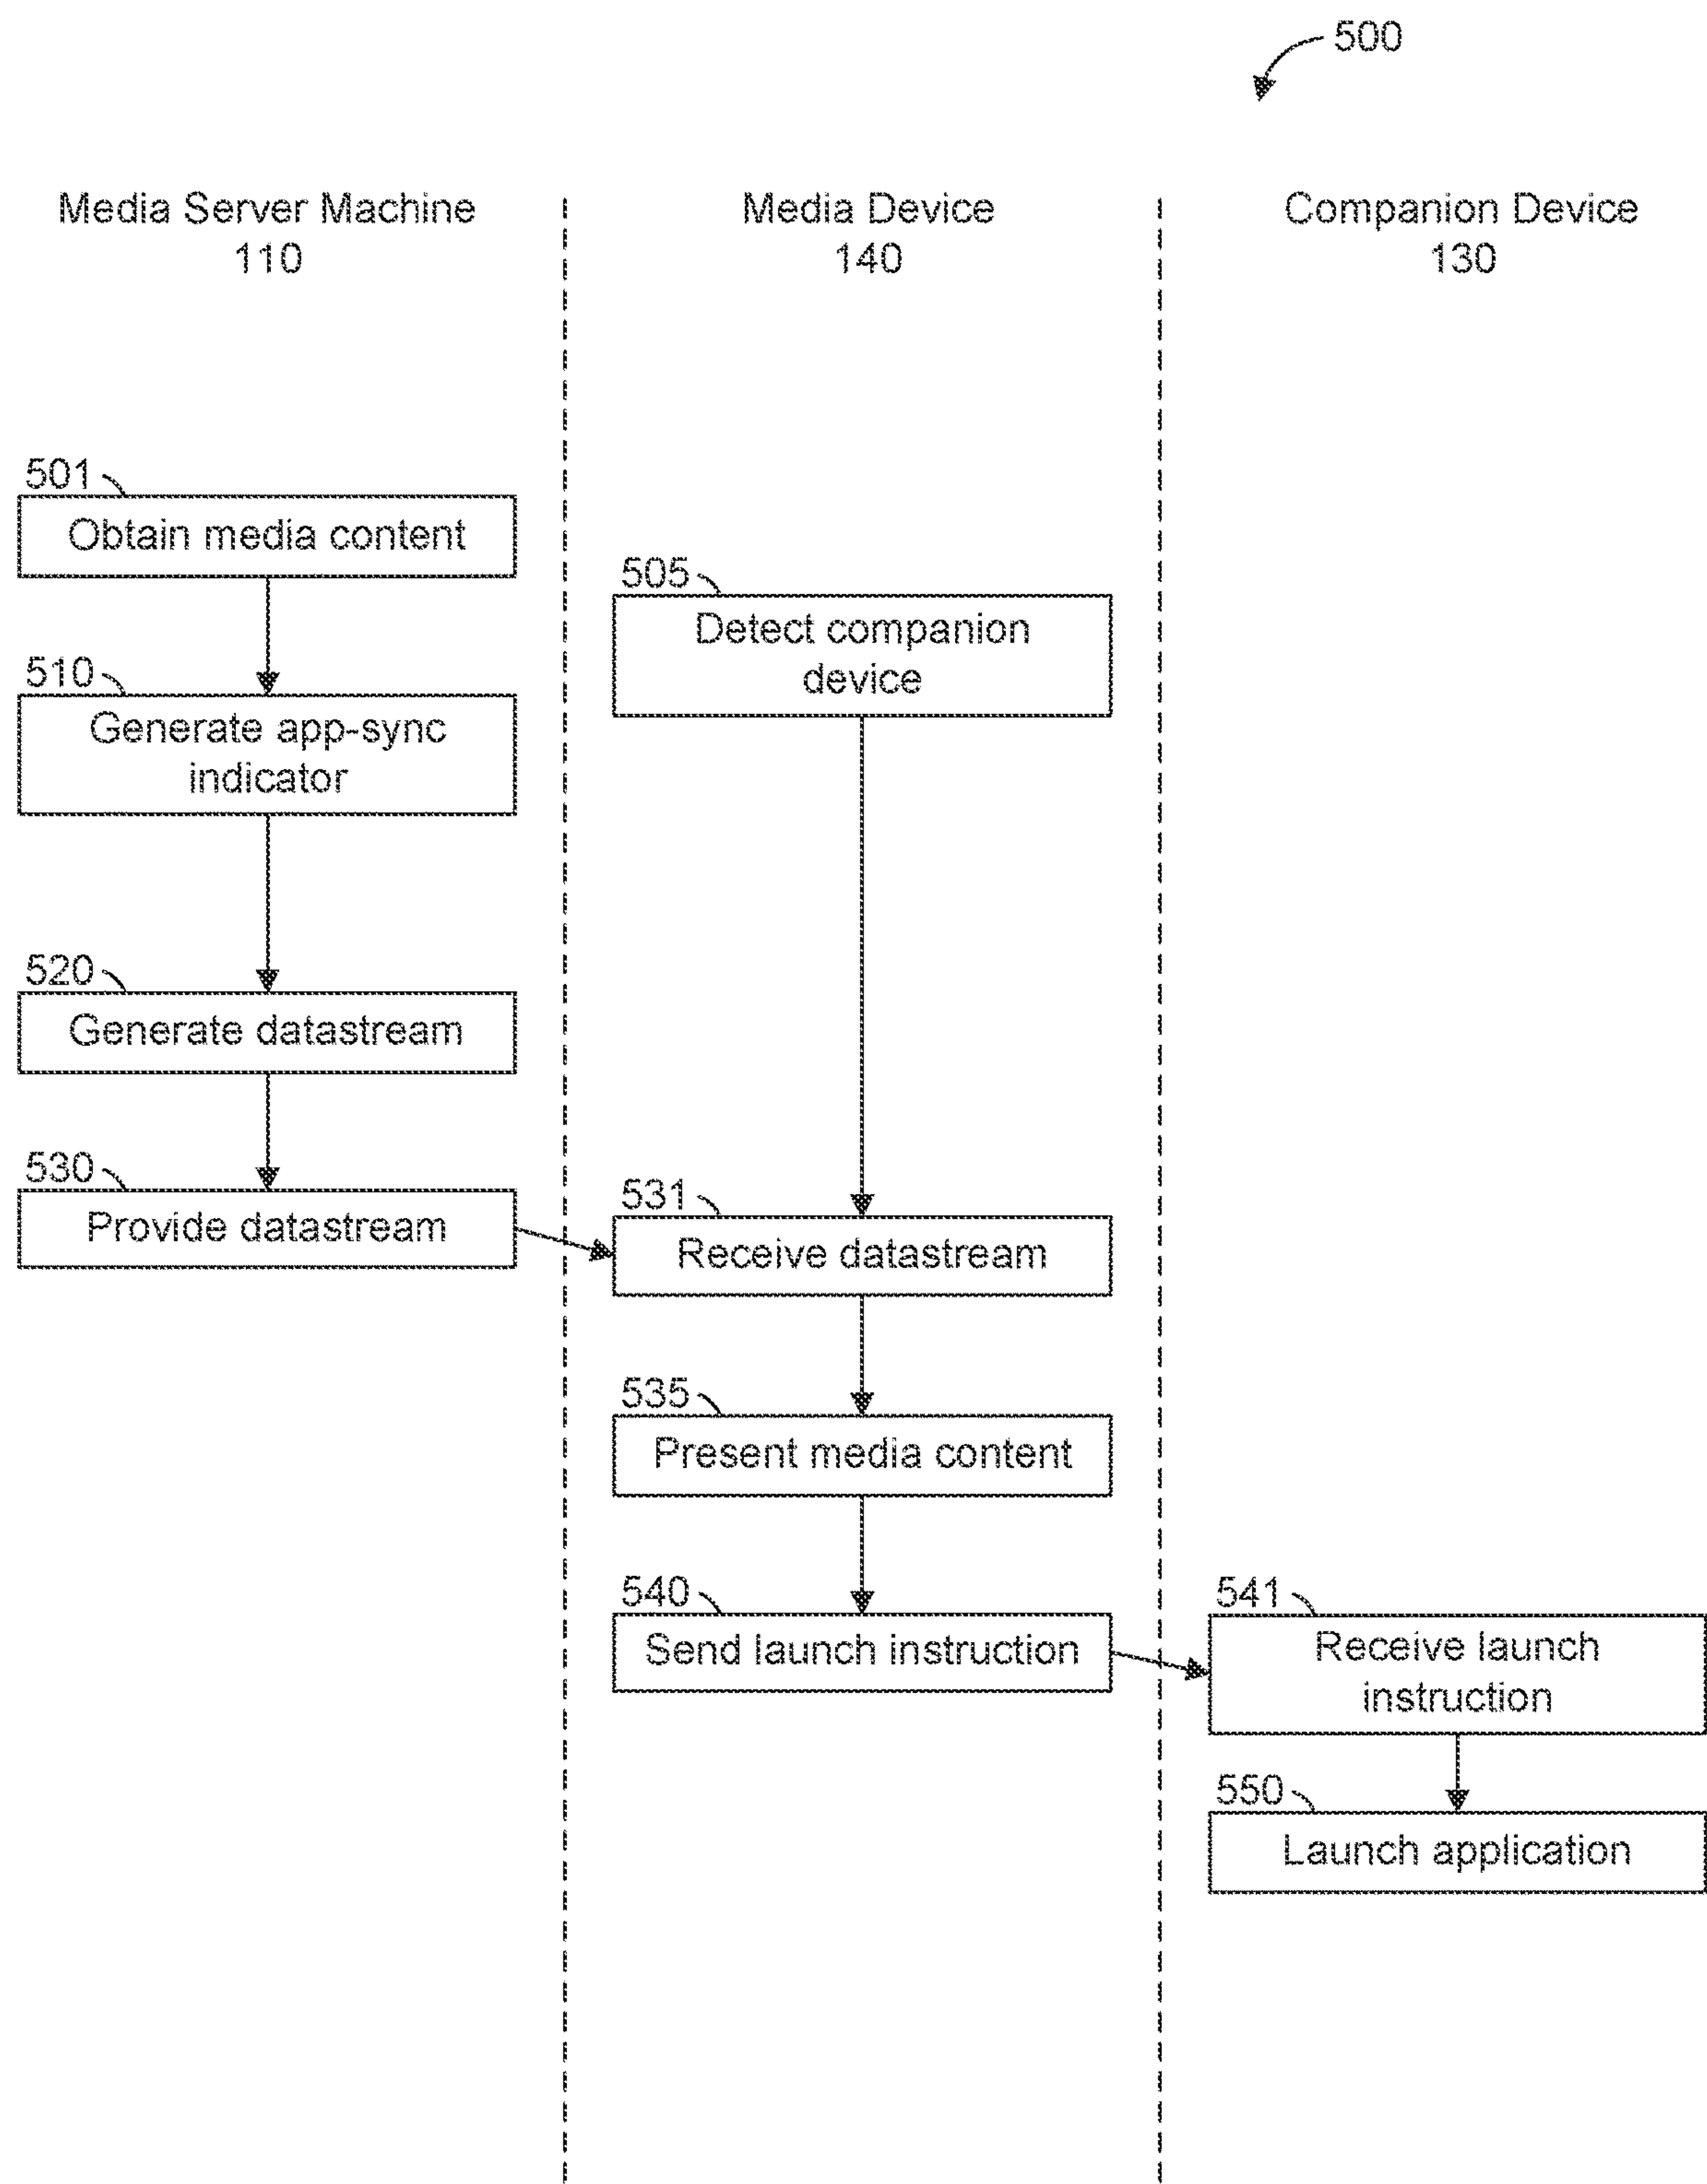 500
Media Server Machine
110
Media Device
140
Companion Device
130
501
Obtain media content
505
Detect companion
device
510
Generate app-sync
indicator
520
Generate datastream
530
Provide datastream
531
Receive datastream
535
Present media content
540
Send launch instruction
541
Receive launch
instruction
550
Launch application